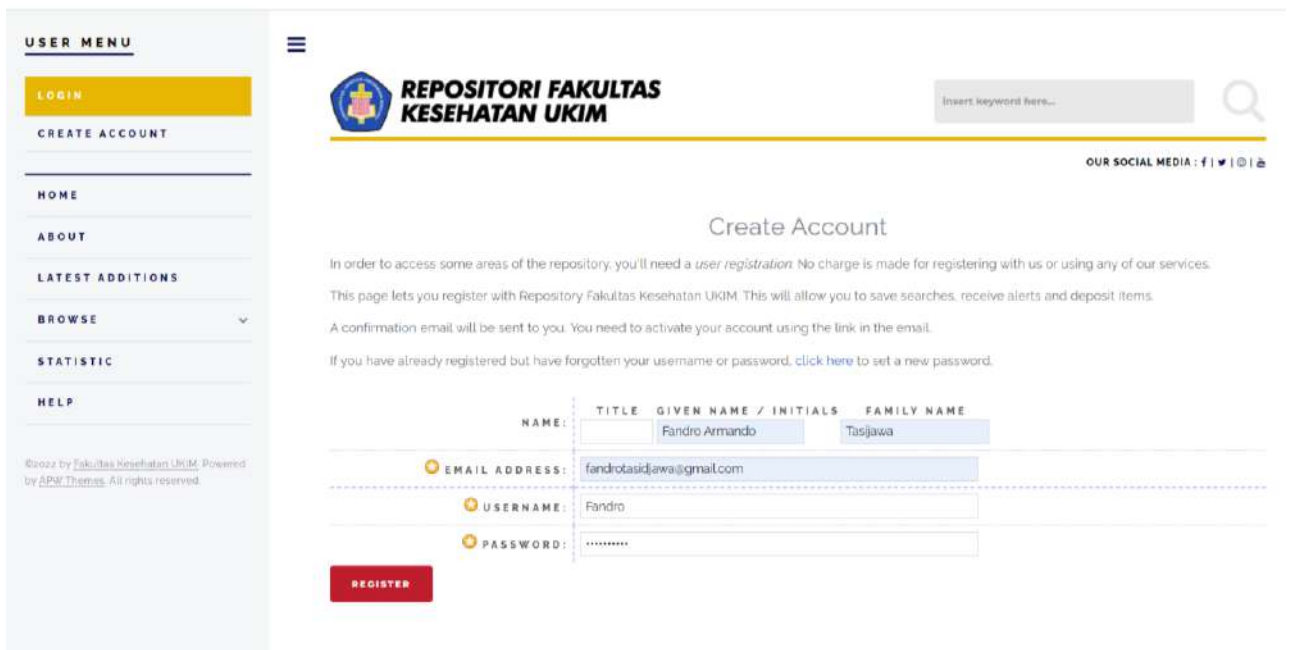 USER MENU
LOGIN
CREATE ACCOUNT
HOME
ABOUT
LATEST ADDITIONS
BROWSE
STATISTIC
HELP
©2022 by Fakultas Kesehatan UKIM. Powered
by APW Themes. All rights reserved.
REPOSITORI FAKULTAS
KESEHATAN UKIM
Insert keyword here...
OUR SOCIAL MEDIA : | | |
Create Account
In order to access some areas of the repository, you'll need a user registration. No charge is made for registering with us or using any of our services.
This page lets you register with Repository Fakultas Kesehatan UKIM. This will allow you to save searches, receive alerts and deposit items.
A confirmation email will be sent to you. You need to activate your account using the link in the email.
If you have already registered but have forgotten your username or password, click here to set a new password.
TITLE GIVEN NAME / INITIALS FAMILY NAME
NAME: Fandro Armando Tasijawa
EMAIL ADDRESS: fandrotasidjawa@gmail.com
USERNAME: Fandro
PASSWORD: ••••••••••
REGISTER